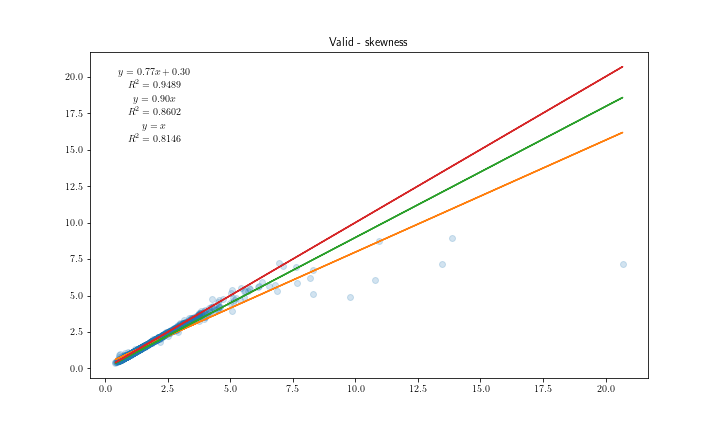 Valid - skewness
y = 0.77x + 0.30
R² = 0.9489
y = 0.90x
R² = 0.8602
y = x
R² = 0.8146
20.0
17.5
15.0
12.5
10.0
7.5
5.0
2.5
0.0
0.0 2.5 5.0 7.5 10.0 12.5 15.0 17.5 20.0